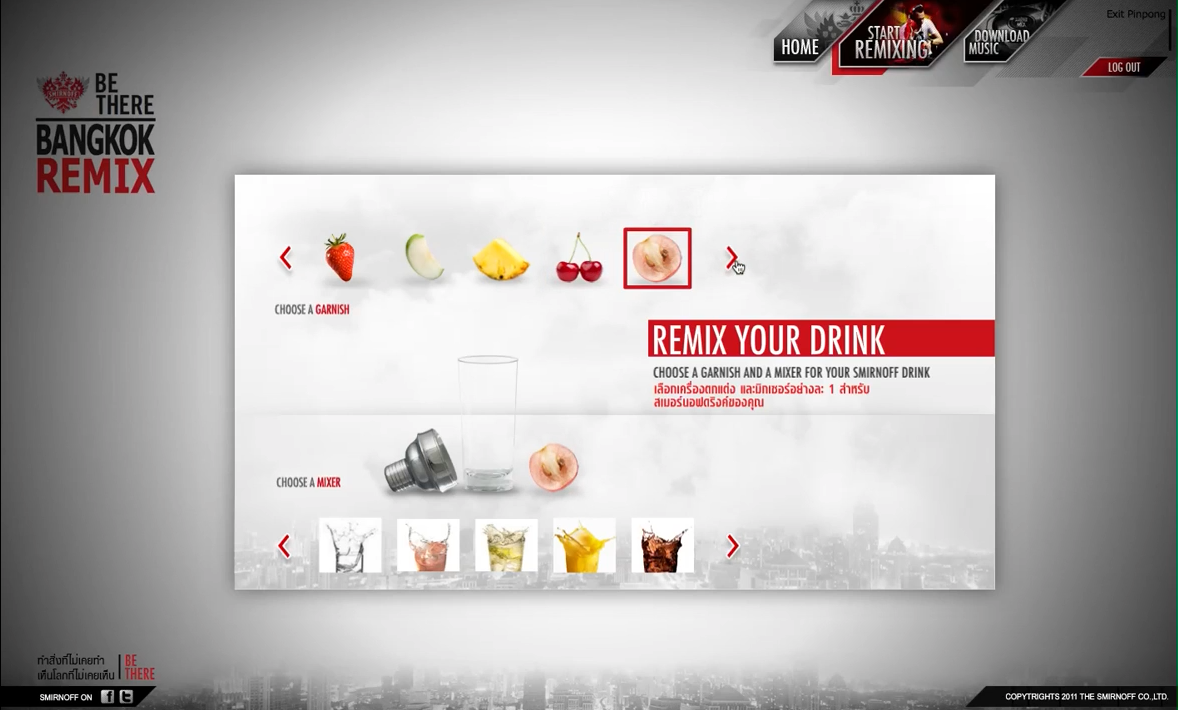 Exit Pinpong
HOME
START
REMIXING
DOWNLOAD
MUSIC
LOG OUT
SMIRNOFF
BE
THERE
BANGKOK
REMIX
CHOOSE A GARNISH
REMIX YOUR DRINK
CHOOSE A GARNISH AND A MIXER FOR YOUR SMIRNOFF DRINK
เลือกเครื่องตกแต่ง และมิกเซอร์อย่างละ 1 สำหรับ
สเมอร์นอฟดริงค์ของคุณ
CHOOSE A MIXER
ทำสิ่งที่ไม่เคยทำ
เห็นโลกที่ไม่เคยเห็น
BE
THERE
SMIRNOFF ON
COPYTRIGHTS 2011 THE SMIRNOFF CO.,LTD.